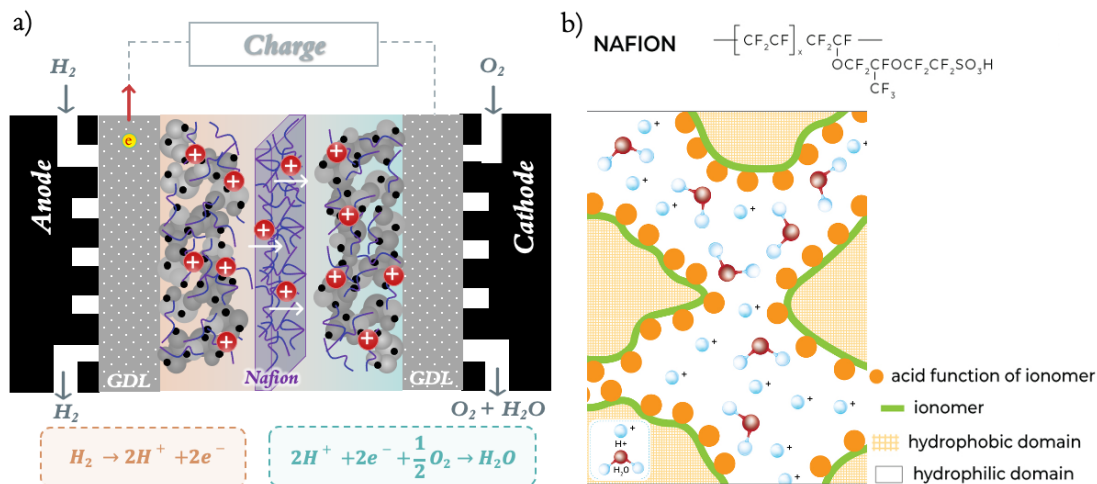 a)
Charge
H₂
O₂
e
Anode
Cathode
GDL
Nafion
GDL
H₂
O₂ + H₂O
H₂ → 2H⁺ + 2e⁻
2H⁺ + 2e⁻ + 1/2 O₂ → H₂O
b)
NAFION
[CF₂CF]ₓ CF₂CF
OCF₂CFOCF₂CF₂SO₃H
CF₃
H+
H₂O
acid function of ionomer
ionomer
hydrophobic domain
hydrophilic domain